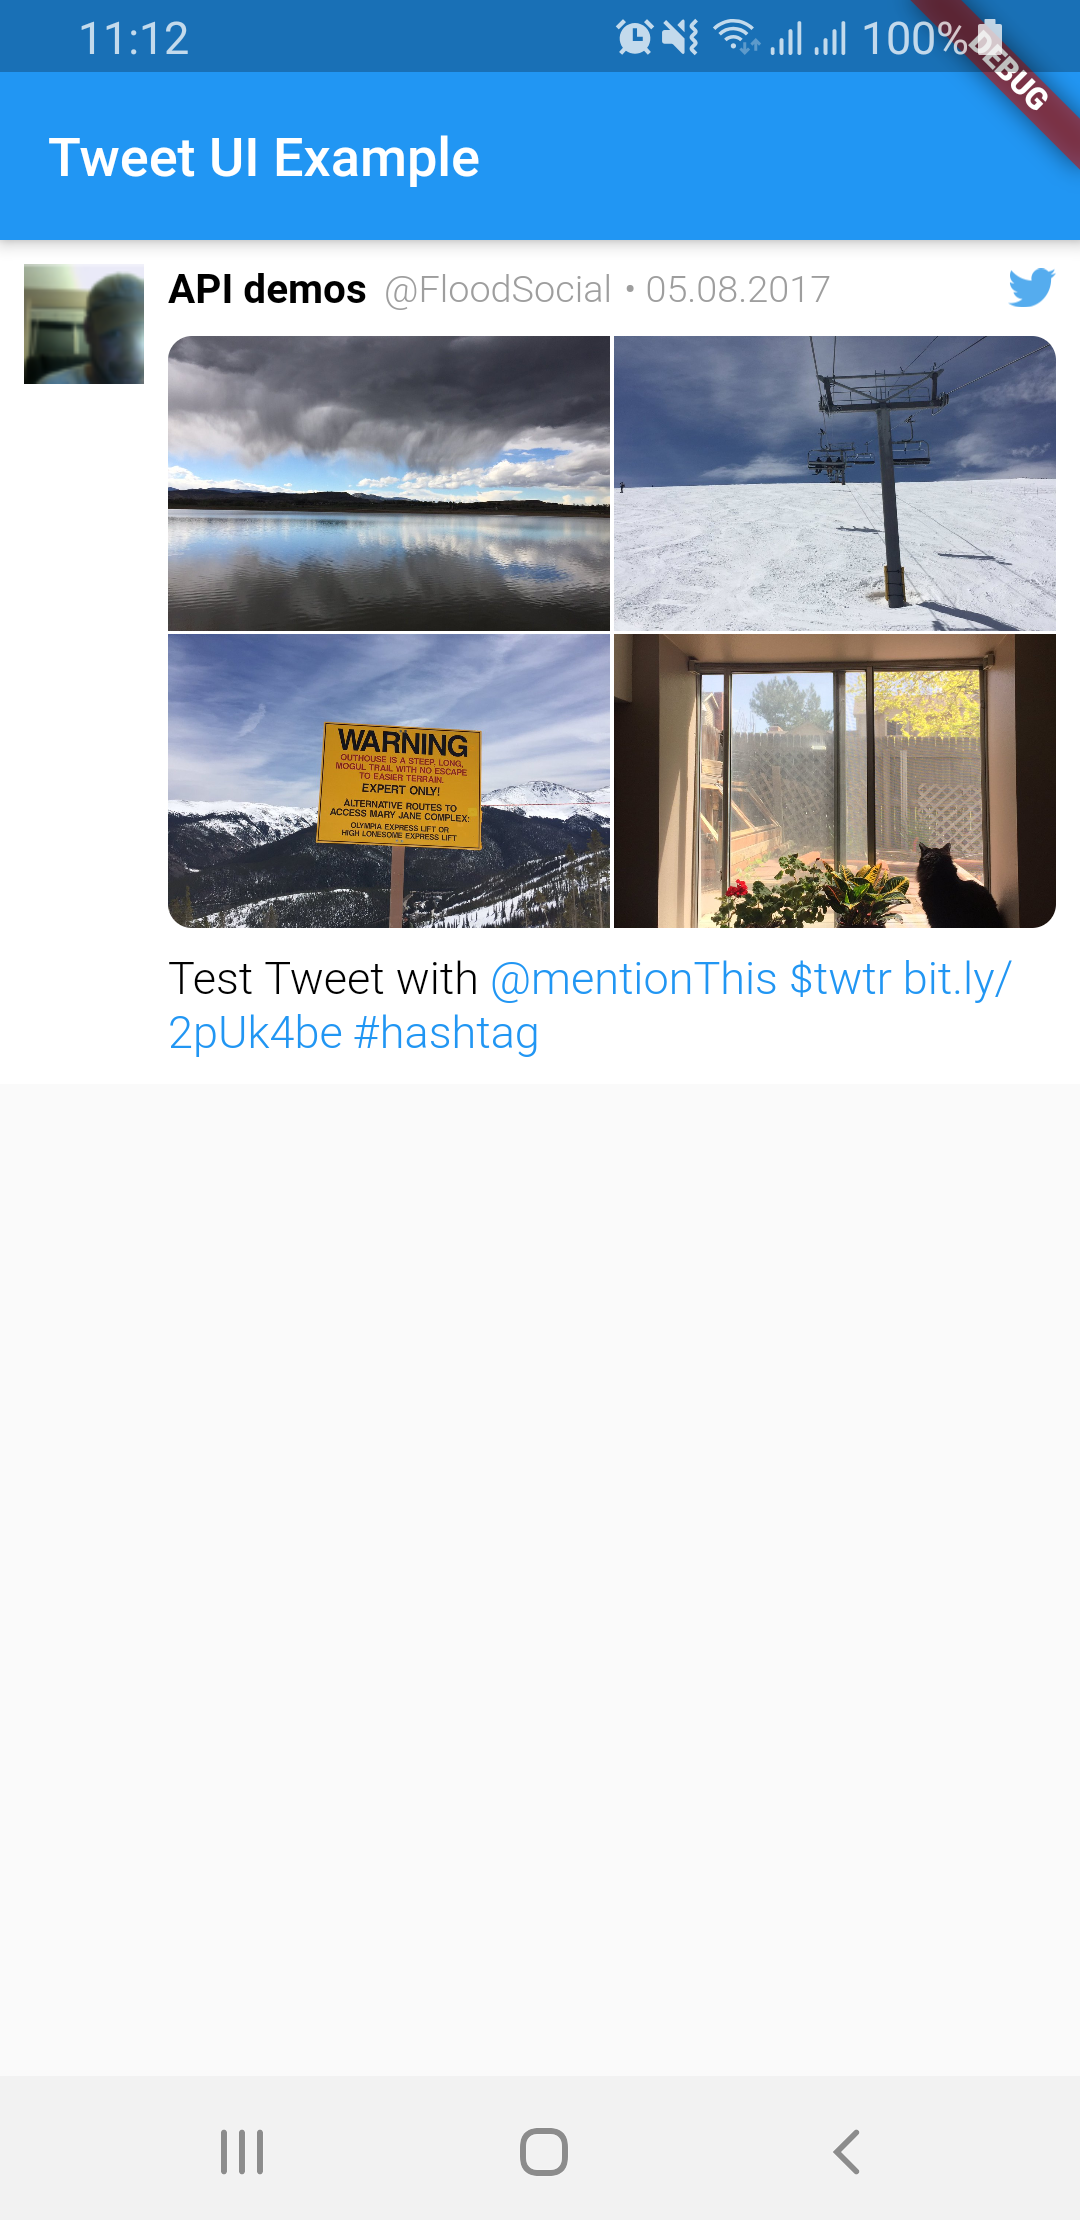 11:12 100%
DEBUG
Tweet UI Example
API demos @FloodSocial • 05.08.2017
WARNING
OUTHOUSE IS A STEEP, LONG,
MOGUL TRAIL WITH NO ESCAPE
TO EASIER TERRAIN.
EXPERT ONLY!
ALTERNATIVE ROUTES TO
ACCESS MARY JANE COMPLEX:
OLYMPIA EXPRESS LIFT OR
HIGH LONESOME EXPRESS LIFT
Test Tweet with @mentionThis $twtr bit.ly/
2pUk4be #hashtag